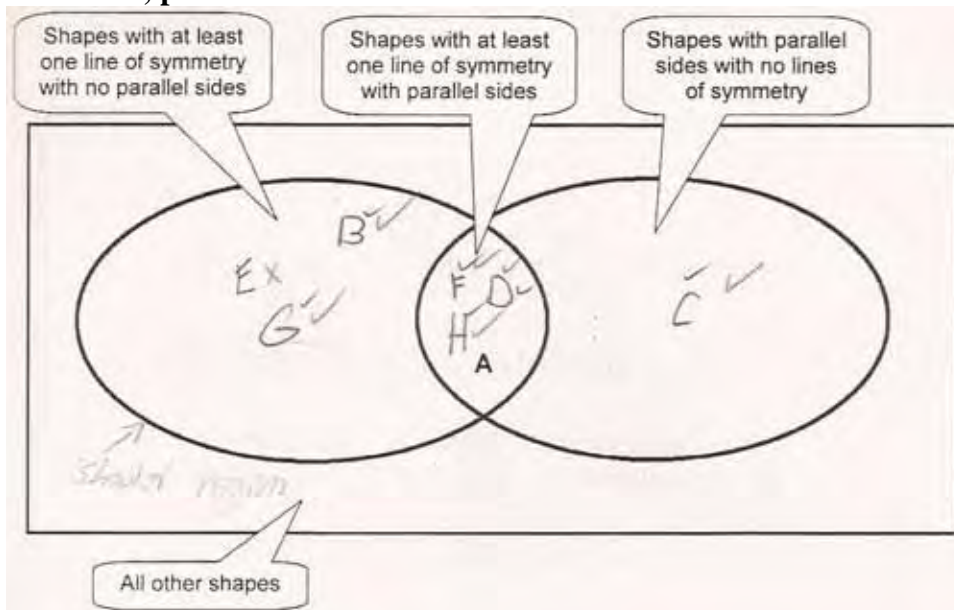 Shapes with at least
one line of symmetry
with no parallel sides
Shapes with at least
one line of symmetry
with parallel sides
Shapes with parallel
sides with no lines
of symmetry
B
E
G
F
D
H
A
C
All other shapes